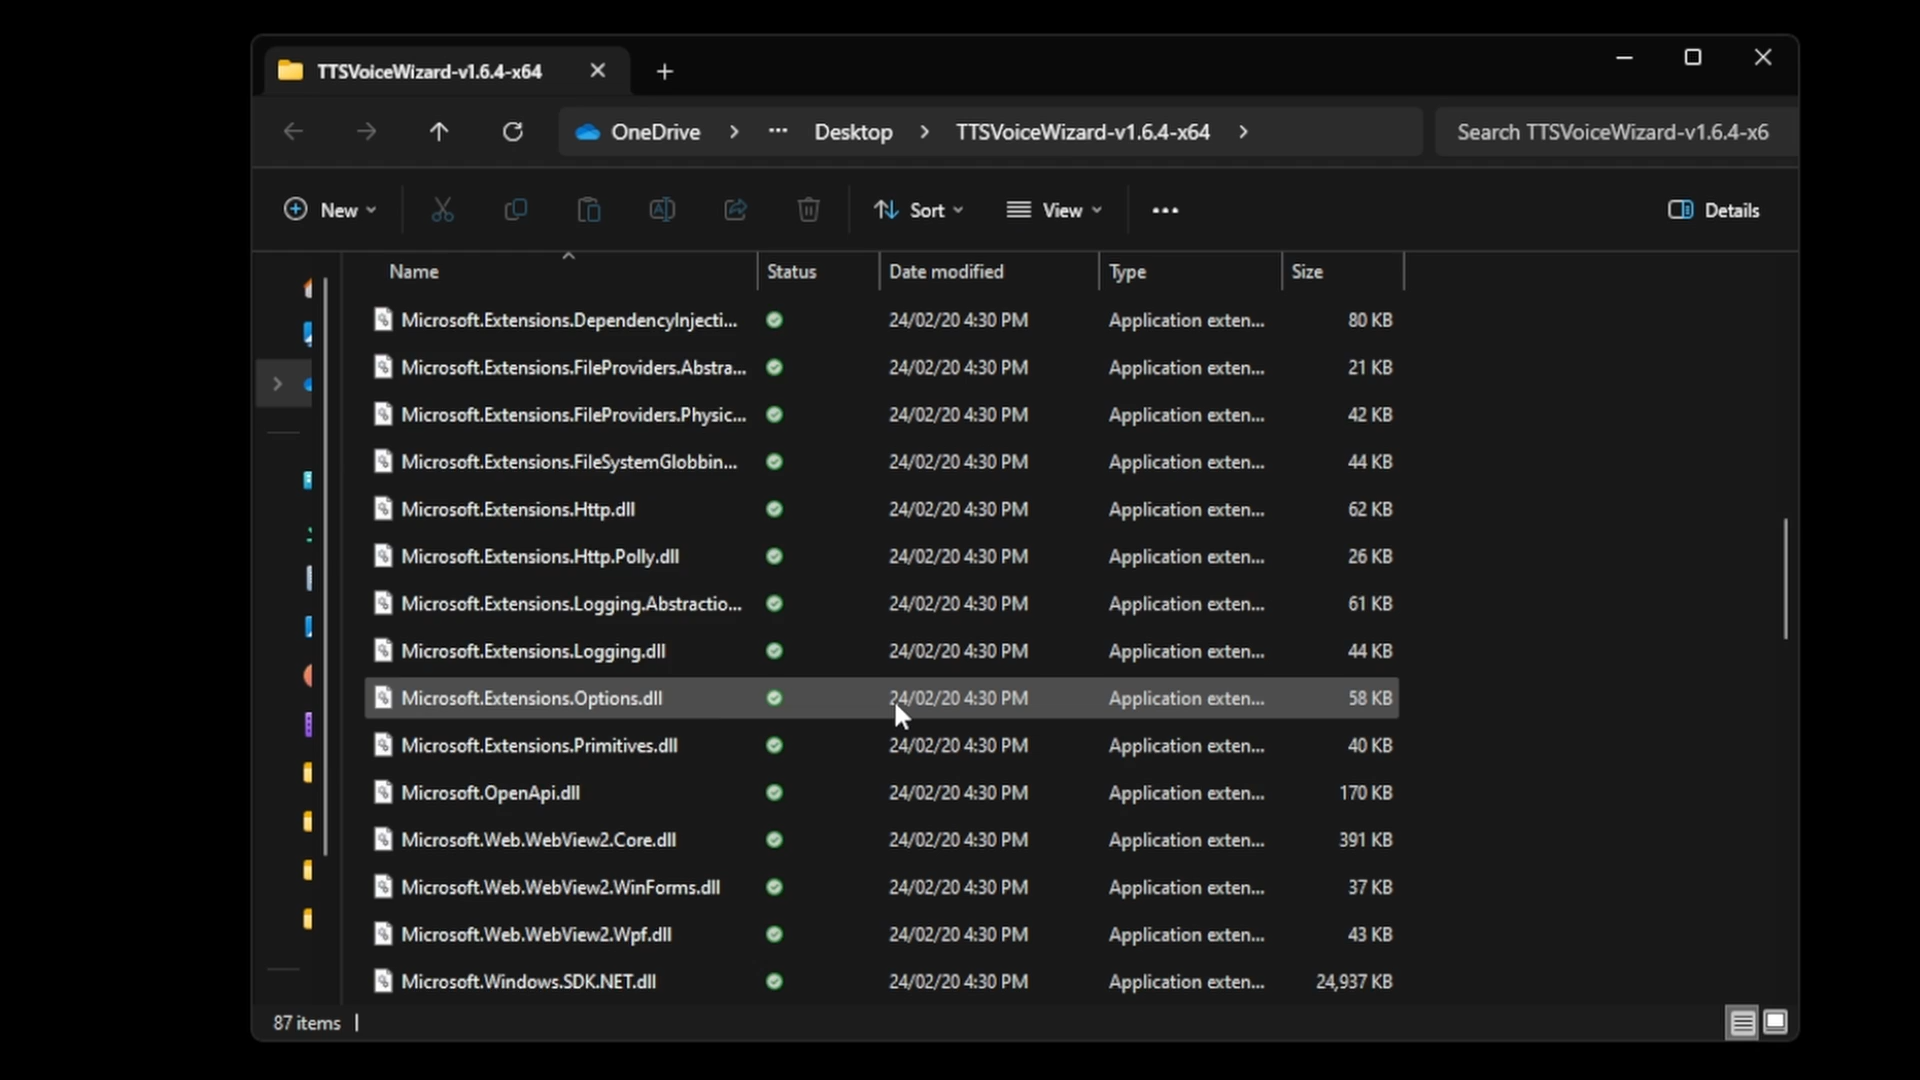 TTSVoiceWizard-v1.6.4-x64
OneDrive > ··· Desktop > TTSVoiceWizard-v1.6.4-x64 >
Search TTSVoiceWizard-v1.6.4-x6
New Sort View ··· Details
Name Status Date modified Type Size
Microsoft.Extensions.DependencyInjecti... 24/02/20 4:30 PM Application exten... 80 KB
Microsoft.Extensions.FileProviders.Abstra... 24/02/20 4:30 PM Application exten... 21 KB
Microsoft.Extensions.FileProviders.Physic... 24/02/20 4:30 PM Application exten... 42 KB
Microsoft.Extensions.FileSystemGlobbin... 24/02/20 4:30 PM Application exten... 44 KB
Microsoft.Extensions.Http.dll 24/02/20 4:30 PM Application exten... 62 KB
Microsoft.Extensions.Http.Polly.dll 24/02/20 4:30 PM Application exten... 26 KB
Microsoft.Extensions.Logging.Abstractio... 24/02/20 4:30 PM Application exten... 61 KB
Microsoft.Extensions.Logging.dll 24/02/20 4:30 PM Application exten... 44 KB
Microsoft.Extensions.Options.dll 24/02/20 4:30 PM Application exten... 58 KB
Microsoft.Extensions.Primitives.dll 24/02/20 4:30 PM Application exten... 40 KB
Microsoft.OpenApi.dll 24/02/20 4:30 PM Application exten... 170 KB
Microsoft.Web.WebView2.Core.dll 24/02/20 4:30 PM Application exten... 391 KB
Microsoft.Web.WebView2.WinForms.dll 24/02/20 4:30 PM Application exten... 37 KB
Microsoft.Web.WebView2.Wpf.dll 24/02/20 4:30 PM Application exten... 43 KB
Microsoft.Windows.SDK.NET.dll 24/02/20 4:30 PM Application exten... 24,937 KB
87 items